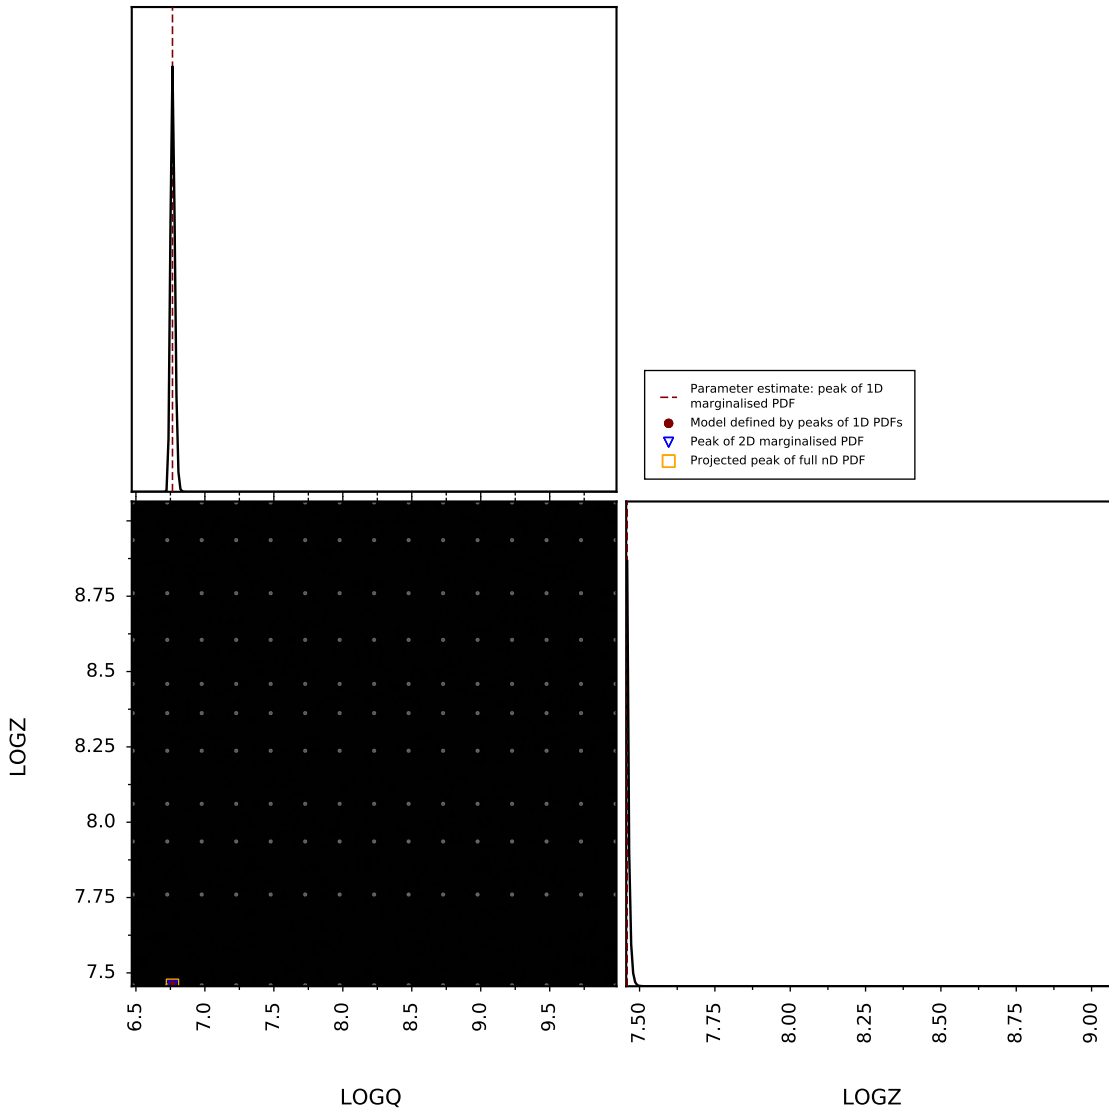 Parameter estimate: peak of 1D
marginalised PDF
Model defined by peaks of 1D PDFs
Peak of 2D marginalised PDF
Projected peak of full nD PDF
LOGZ
8.75
8.5
8.25
8.0
7.75
7.5
6.5
7.0
7.5
8.0
8.5
9.0
9.5
LOGQ
7.50
7.75
8.00
8.25
8.50
8.75
9.00
LOGZ